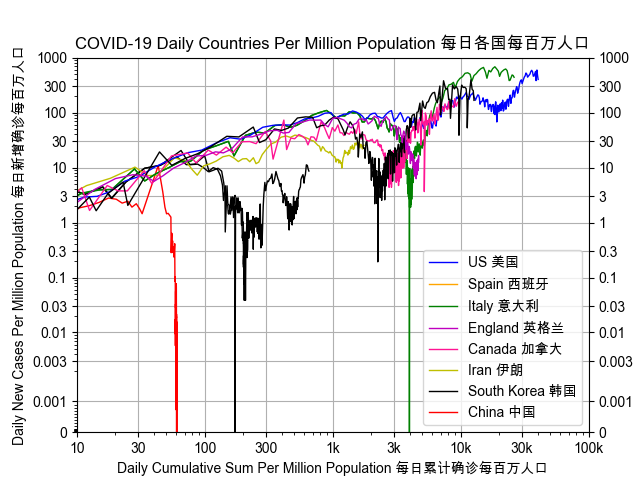 COVID-19 Daily Countries Per Million Population 每日各国每百万人口
Daily New Cases Per Million Population 每日新增确诊每百万人口
1000 1000
300 300
100 100
30 30
10 10
3 3
1 1
0.3 0.3
0.1 0.1
0.03 0.03
0.01 0.01
0.003 0.003
0.001 0.001
0 0
US 美国
Spain 西班牙
Italy 意大利
England 英格兰
Canada 加拿大
Iran 伊朗
South Korea 韩国
China 中国
10 30 100 300 1k 3k 10k 30k 100k
Daily Cumulative Sum Per Million Population 每日累计确诊每百万人口